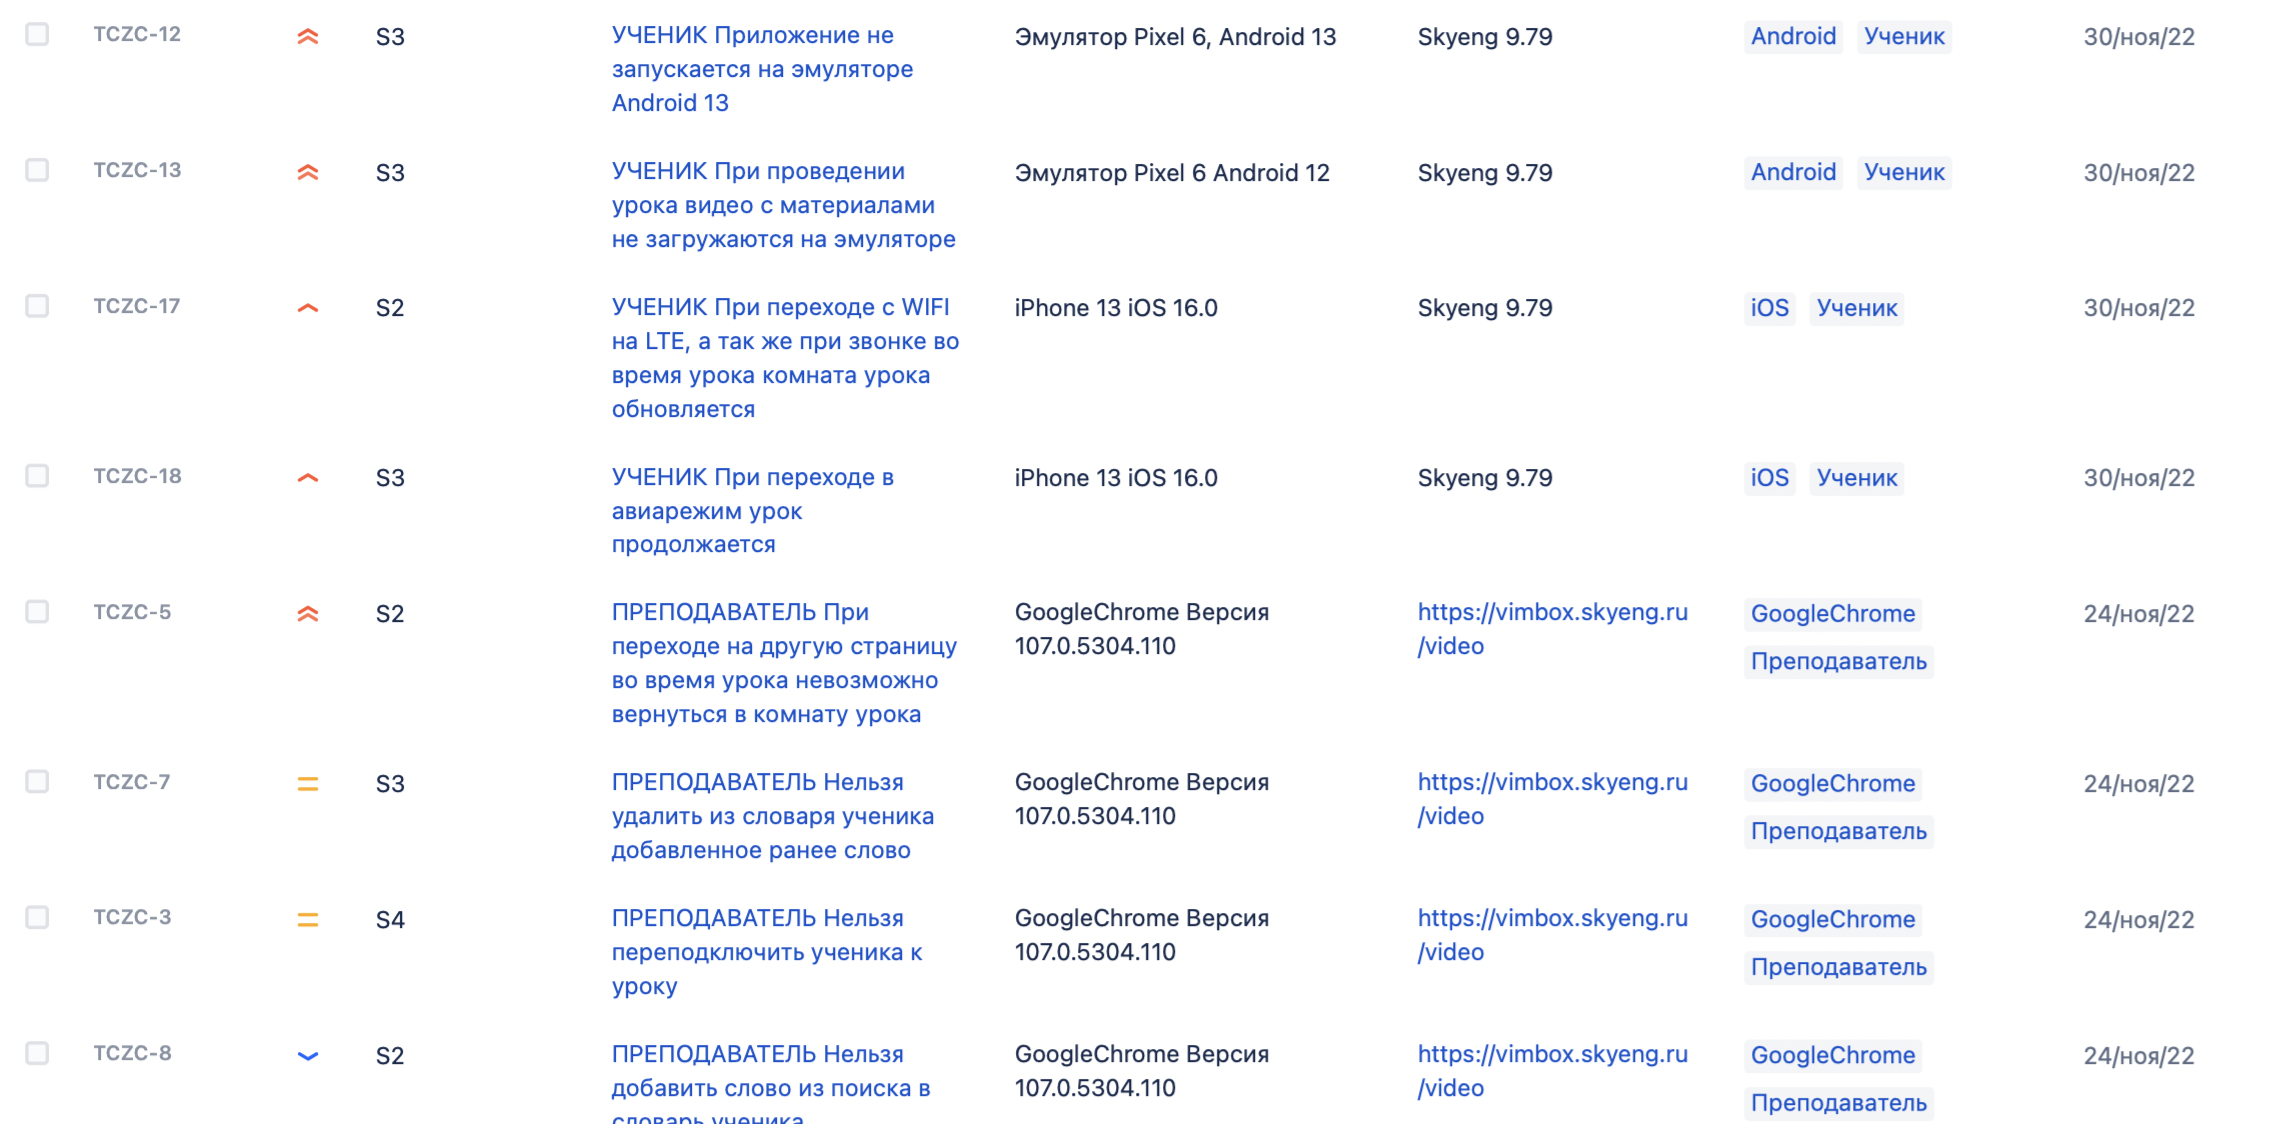 TCZC-12 S3 УЧЕНИК Приложение не Эмулятор Pixel 6, Android 13 Skyeng 9.79 Android Ученик 30/ноя/22
запускается на эмуляторе
Android 13
TCZC-13 S3 УЧЕНИК При проведении Эмулятор Pixel 6 Android 12 Skyeng 9.79 Android Ученик 30/ноя/22
урока видео с материалами
не загружаются на эмуляторе
TCZC-17 S2 УЧЕНИК При переходе с WIFI iPhone 13 iOS 16.0 Skyeng 9.79 iOS Ученик 30/ноя/22
на LTE, а так же при звонке во
время урока комната урока
обновляется
TCZC-18 S3 УЧЕНИК При переходе в iPhone 13 iOS 16.0 Skyeng 9.79 iOS Ученик 30/ноя/22
авиарежим урок
продолжается
TCZC-5 S2 ПРЕПОДАВАТЕЛЬ При GoogleChrome Версия https://vimbox.skyeng.ru GoogleChrome 24/ноя/22
переходе на другую страницу 107.0.5304.110 /video Преподаватель
во время урока невозможно
вернуться в комнату урока
TCZC-7 S3 ПРЕПОДАВАТЕЛЬ Нельзя GoogleChrome Версия https://vimbox.skyeng.ru GoogleChrome 24/ноя/22
удалить из словаря ученика 107.0.5304.110 /video Преподаватель
добавленное ранее слово
TCZC-3 S4 ПРЕПОДАВАТЕЛЬ Нельзя GoogleChrome Версия https://vimbox.skyeng.ru GoogleChrome 24/ноя/22
переподключить ученика к 107.0.5304.110 /video Преподаватель
уроку
TCZC-8 S2 ПРЕПОДАВАТЕЛЬ Нельзя GoogleChrome Версия https://vimbox.skyeng.ru GoogleChrome 24/ноя/22
добавить слово из поиска в 107.0.5304.110 /video Преподаватель
словарь ученика